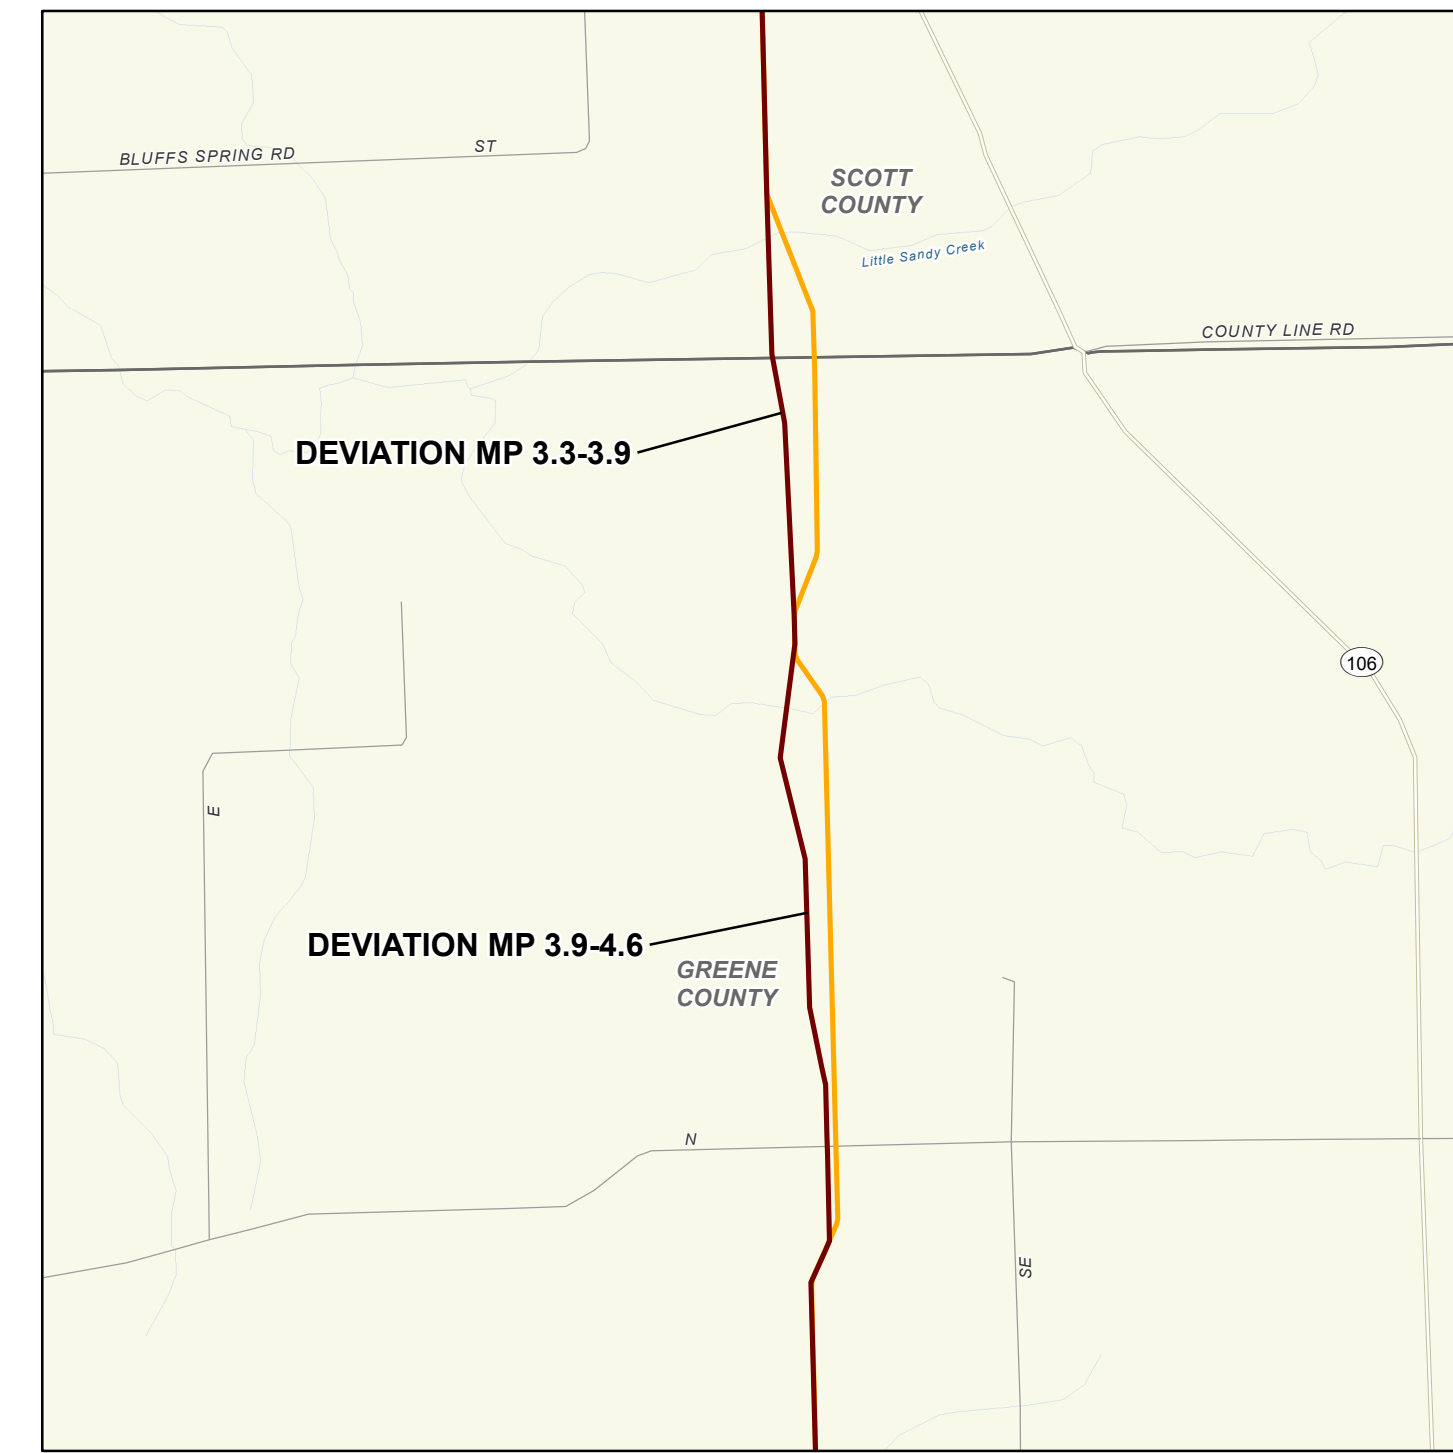 BLUFFS SPRING RD
ST
SCOTT
COUNTY
Little Sandy Creek
COUNTY LINE RD
DEVIATION MP 3.3-3.9
106
E
DEVIATION MP 3.9-4.6
GREENE
COUNTY
N
SE